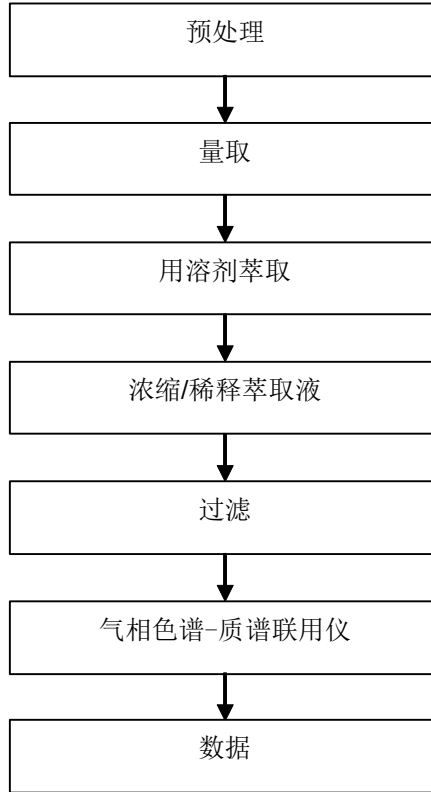 预处理
量取
用溶剂萃取
浓缩/稀释萃取液
过滤
气相色谱-质谱联用仪
数据